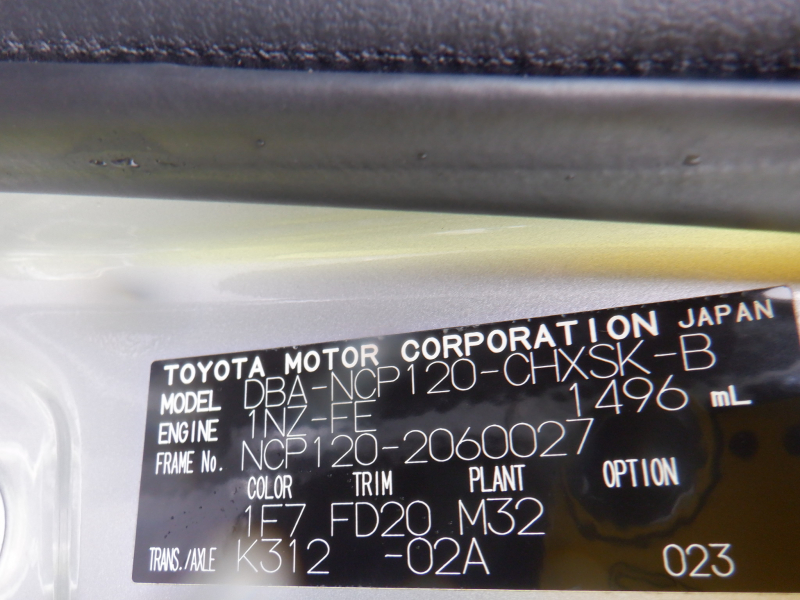 TOYOTA MOTOR CORPORATION JAPAN
MODEL DBA-NCP120-CHXSK-B
ENGINE 1NZ-FE 1496 mL
FRAME No. NCP120-2060027
COLOR TRIM PLANT OPTION
1E7 FD20 M32
TRANS./AXLE K312 -02A 023